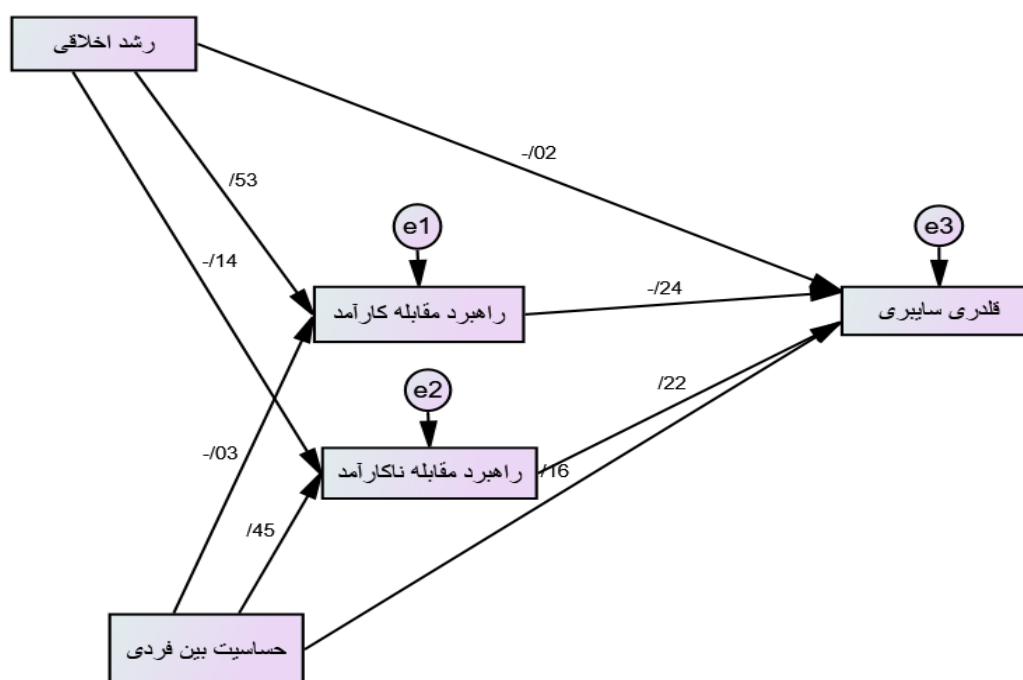 رشد اخلاقی
-/02
/53
e1
e3
-/14
-/24
راهبرد مقابله کارآمد
قلدری سایبری
e2
/22
-/03
راهبرد مقابله ناکارآمد
/16
/45
حساسیت بین فردی